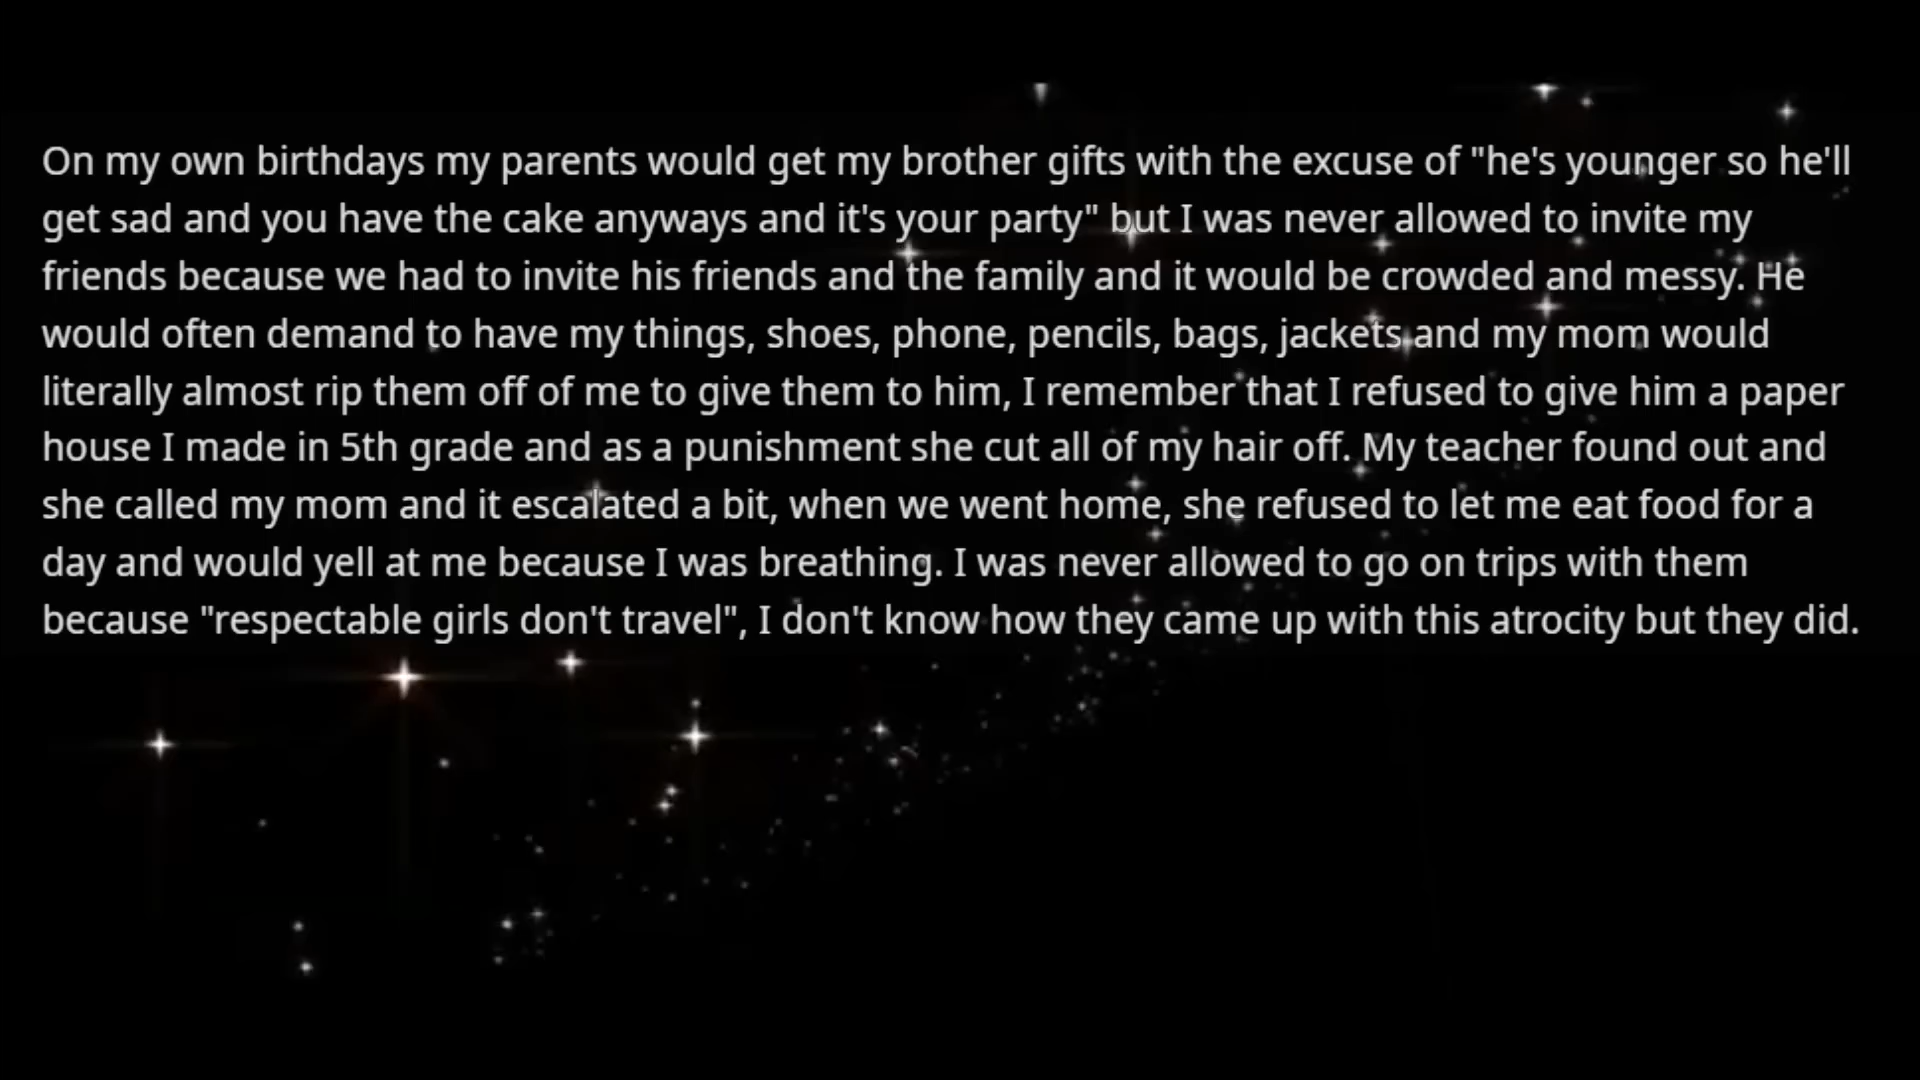 On my own birthdays my parents would get my brother gifts with the excuse of "he's younger so he'll
get sad and you have the cake anyways and it's your party" but I was never allowed to invite my
friends because we had to invite his friends and the family and it would be crowded and messy. He
would often demand to have my things, shoes, phone, pencils, bags, jackets and my mom would
literally almost rip them off of me to give them to him, I remember that I refused to give him a paper
house I made in 5th grade and as a punishment she cut all of my hair off. My teacher found out and
she called my mom and it escalated a bit, when we went home, she refused to let me eat food for a
day and would yell at me because I was breathing. I was never allowed to go on trips with them
because "respectable girls don't travel", I don't know how they came up with this atrocity but they did.